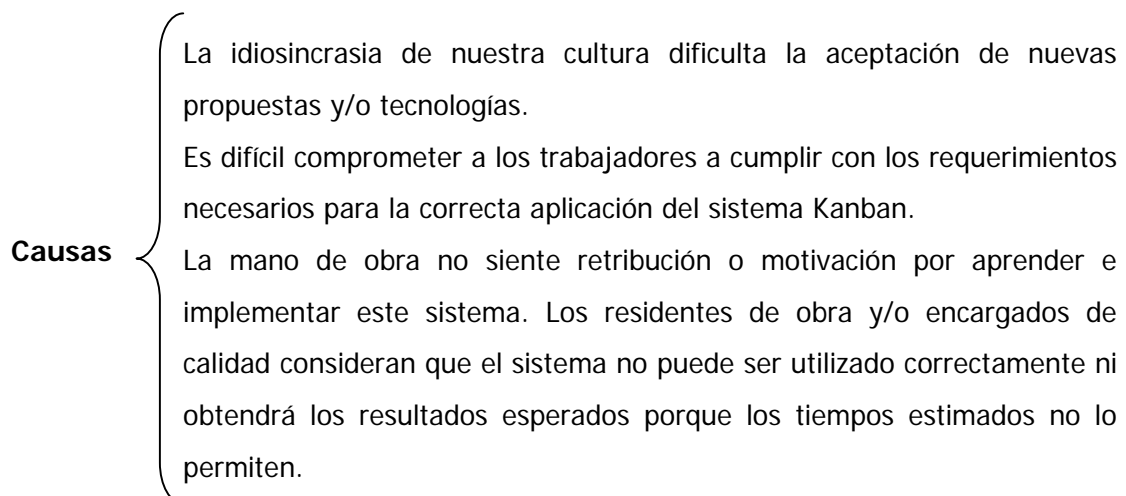 La idiosincrasia de nuestra cultura dificulta la aceptación de nuevas
propuestas y/o tecnologías.
Es difícil comprometer a los trabajadores a cumplir con los requerimientos
necesarios para la correcta aplicación del sistema Kanban.
Causas
La mano de obra no siente retribución o motivación por aprender e
implementar este sistema. Los residentes de obra y/o encargados de
calidad consideran que el sistema no puede ser utilizado correctamente ni
obtendrá los resultados esperados porque los tiempos estimados no lo
permiten.